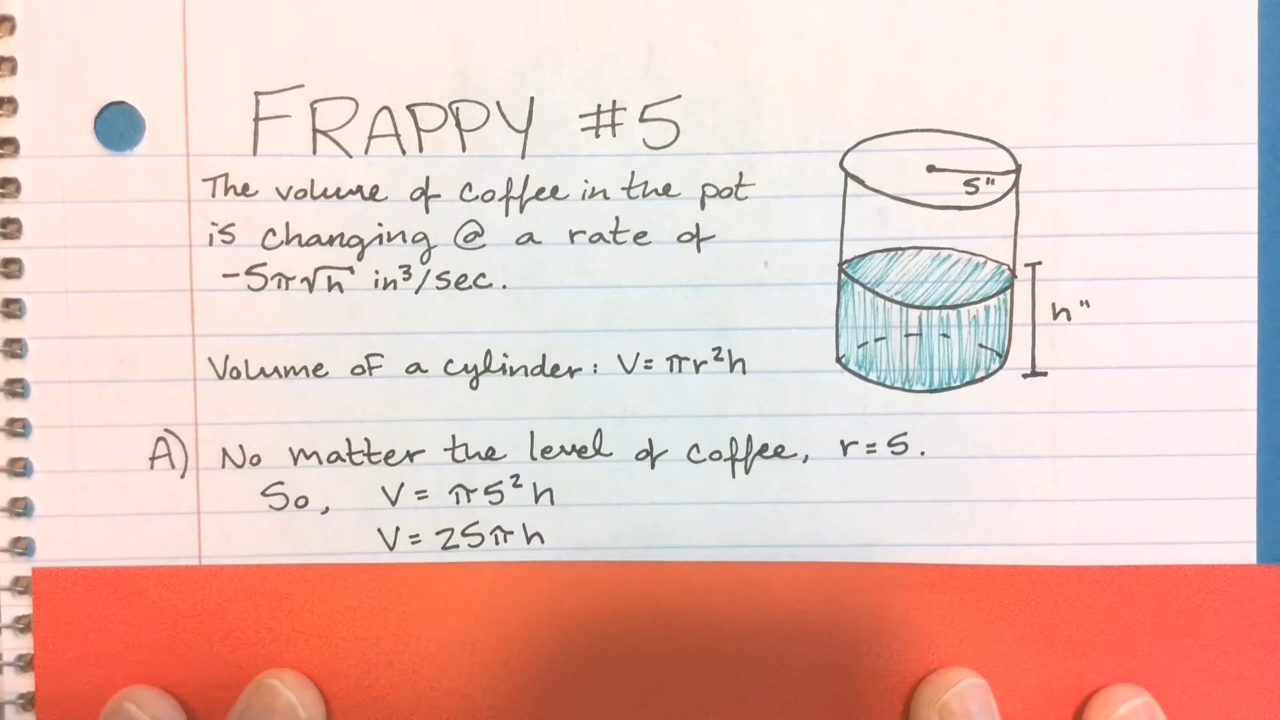 FRAPPY #5
The volume of coffee in the pot
is changing @ a rate of
-5π√h in³/sec.
5"
h"
Volume of a cylinder: V = πr²h
A) No matter the level of coffee, r = 5.
So, V = π5²h
V = 25πh